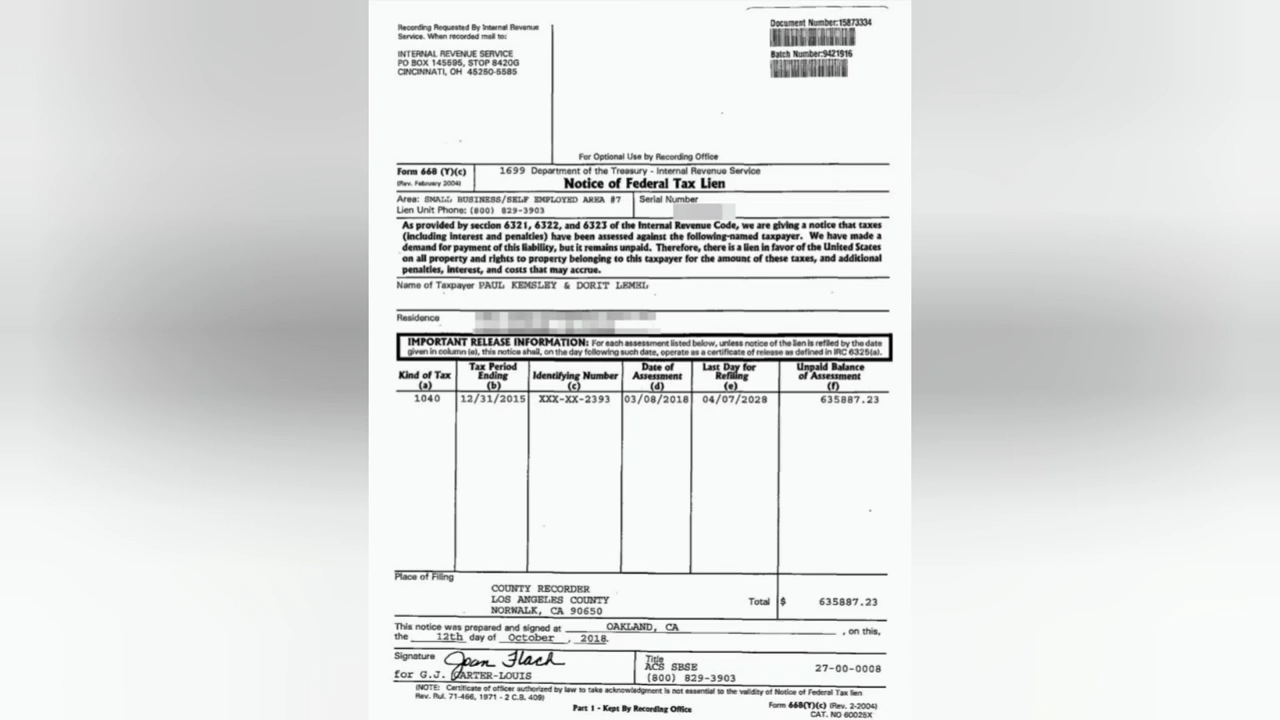 Recording Requested By Internal Revenue
Service. When recorded mail to:
INTERNAL REVENUE SERVICE
PO BOX 145595, STOP 8420G
CINCINNATI, OH 45250-5585
Document Number:15873334
Batch Number:9421916
For Optional Use by Recording Office
Form 668 (Y)(c)
(Rev. February 2004)
1699 Department of the Treasury - Internal Revenue Service
Notice of Federal Tax Lien
Area: SMALL BUSINESS/SELF EMPLOYED AREA #7
Lien Unit Phone: (800) 829-3903
Serial Number
As provided by section 6321, 6322, and 6323 of the Internal Revenue Code, we are giving a notice that taxes
(including interest and penalties) have been assessed against the following-named taxpayer. We have made a
demand for payment of this liability, but it remains unpaid. Therefore, there is a lien in favor of the United States
on all property and rights to property belonging to this taxpayer for the amount of these taxes, and additional
penalties, interest, and costs that may accrue.
Name of Taxpayer PAUL KEMSLEY & DORIT LEMEL
Residence
IMPORTANT RELEASE INFORMATION: For each assessment listed below, unless notice of the lien is refiled by the date
given in column (e), this notice shall, on the day following such date, operate as a certificate of release as defined in IRC 6325(a).
Kind of Tax (a) Tax Period Ending (b) Identifying Number (c) Date of Assessment (d) Last Day for Refiling (e) Unpaid Balance of Assessment (f)
1040 12/31/2015 XXX-XX-2393 03/08/2018 04/07/2028 635887.23
Place of Filing
COUNTY RECORDER
LOS ANGELES COUNTY
NORWALK, CA 90650
Total $ 635887.23
This notice was prepared and signed at OAKLAND, CA , on this,
the 12th day of October , 2018.
Signature Joan Flach
for G.J. CARTER-LOUIS
Title
ACS SBSE
(800) 829-3903
27-00-0008
(NOTE: Certificate of officer authorized by law to take acknowledgment is not essential to the validity of Notice of Federal Tax lien
Rev. Rul. 71-466, 1971 - 2 C.B. 409)
Part 1 - Kept By Recording Office
Form 668(Y)(c) (Rev. 2-2004)
CAT. NO 60025X